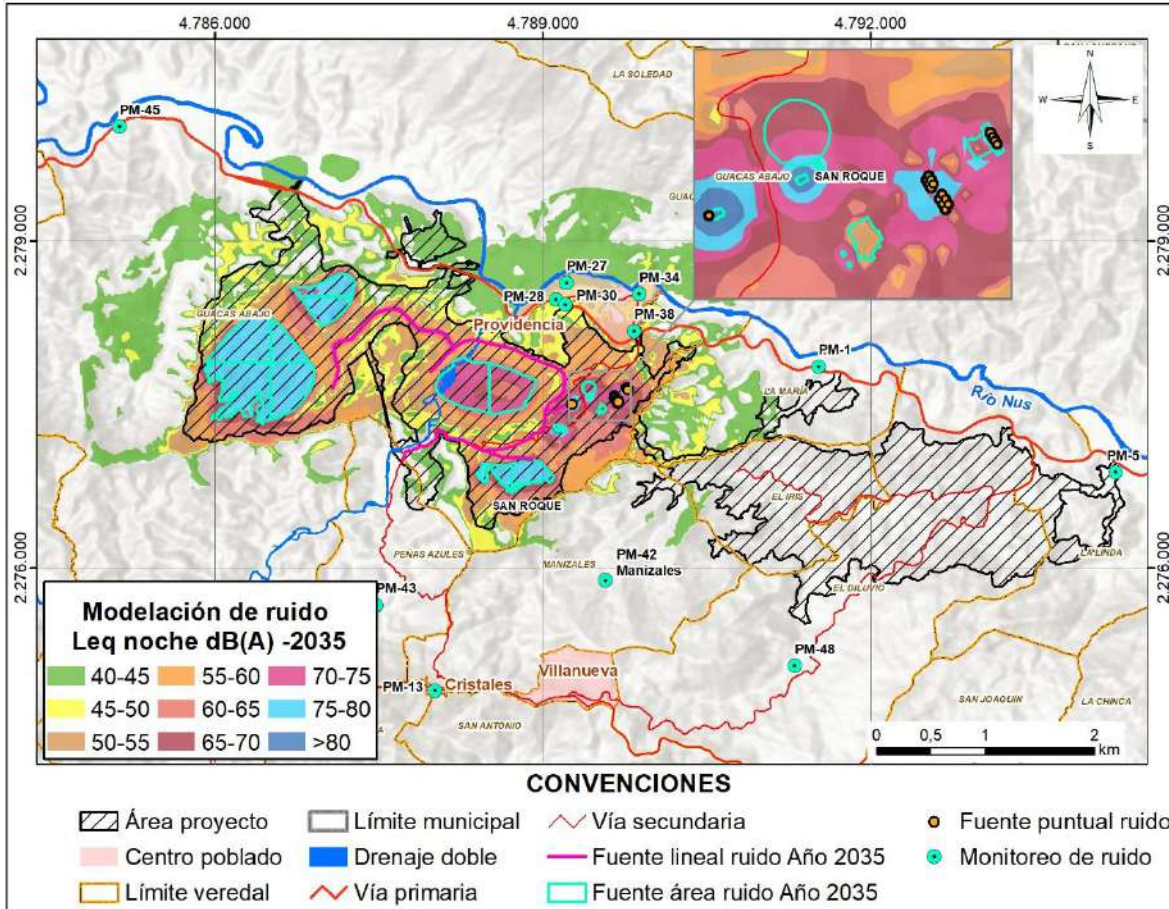 4.786.000 4.789.000 4.792.000
LA SOLEDAD
N
W E
S
PM-45
GUACAS ABAJO SAN ROQUE
2.279.000 2.279.000
PM-27
PM-34
PM-28 PM-30
GUACAS ABAJO
Providencia
PM-38
PM-1
LA MARÍA
Río Nus
PM-5
EL IRIS
SAN ROQUE
PEÑAS AZULES
MANIZALES
PM-42
Manizales
LA LINDA
2.276.000 2.276.000
EL DILUVIO
PM-43
PM-48
Villanueva
PM-13 Cristales
SAN ANTONIO
SAN JOAQUIN
LA CHINCA
Modelación de ruido
Leq noche dB(A) -2035
40-45 55-60 70-75
45-50 60-65 75-80
50-55 65-70 >80
0 0,5 1 2
km
CONVENCIONES
Área proyecto Límite municipal Vía secundaria Fuente puntual ruido
Centro poblado Drenaje doble Fuente lineal ruido Año 2035 Monitoreo de ruido
Límite veredal Vía primaria Fuente área ruido Año 2035